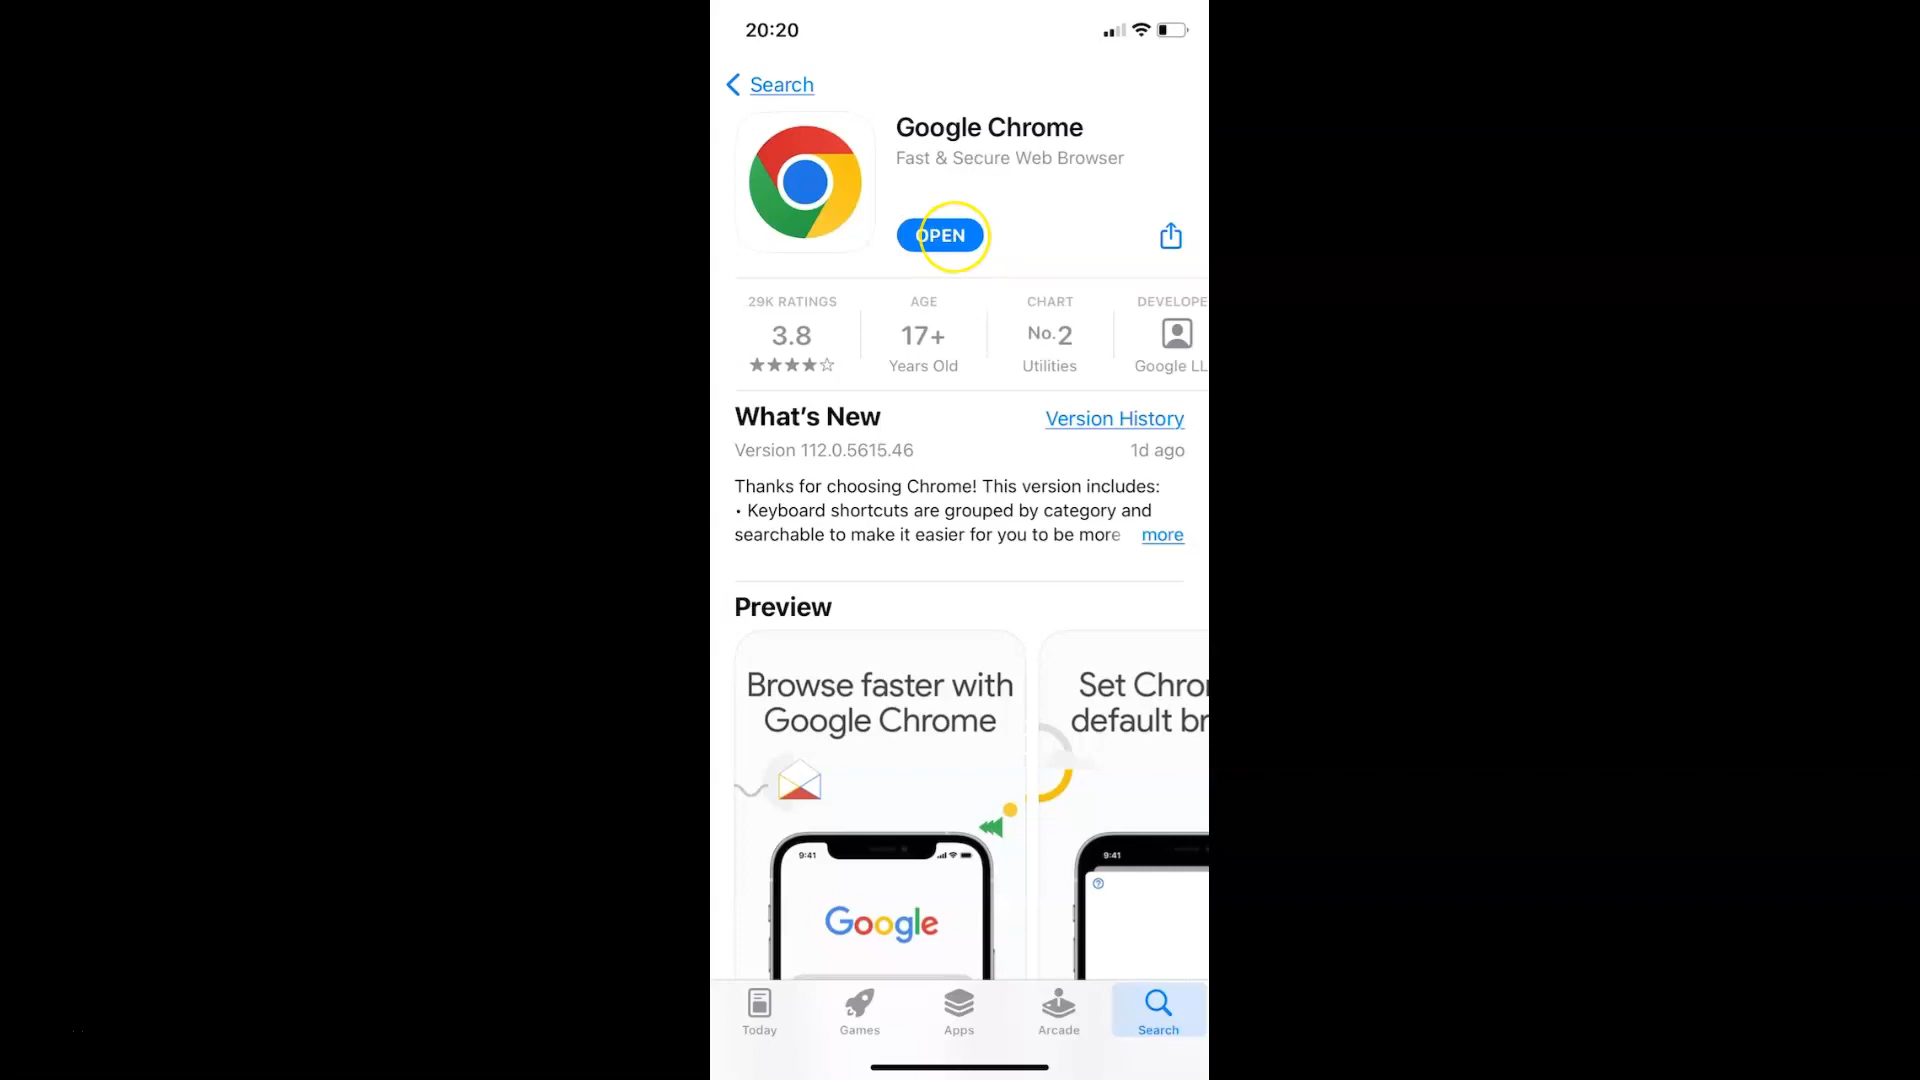 20:20
Search
Google Chrome
Fast & Secure Web Browser
OPEN
29K RATINGS
3.8
AGE
17+
Years Old
CHART
No.2
Utilities
DEVELOPE
Google LL
What's New
Version History
Version 112.0.5615.46
1d ago
Thanks for choosing Chrome! This version includes:
• Keyboard shortcuts are grouped by category and
searchable to make it easier for you to be more
more
Preview
Browse faster with
Google Chrome
9:41
Google
Set Chro
default br
9:41
Today
Games
Apps
Arcade
Search